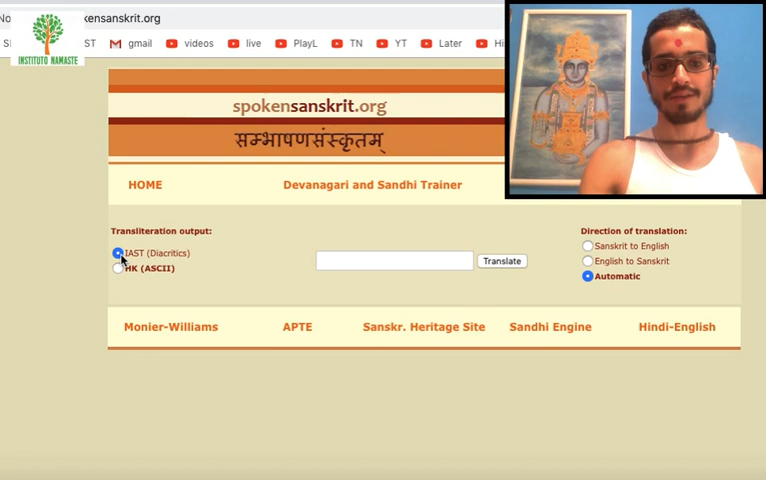 kensanskrit.org
ST gmail videos live PlayL TN YT Later
INSTITUTO NAMASTE
spokensanskrit.org
सम्भाषणसंस्कृतम्
HOME Devanagari and Sandhi Trainer
Transliteration output:
IAST (Diacritics)
HK (ASCII)
Translate
Direction of translation:
Sanskrit to English
English to Sanskrit
Automatic
Monier-Williams APTE Sanskr. Heritage Site Sandhi Engine Hindi-English